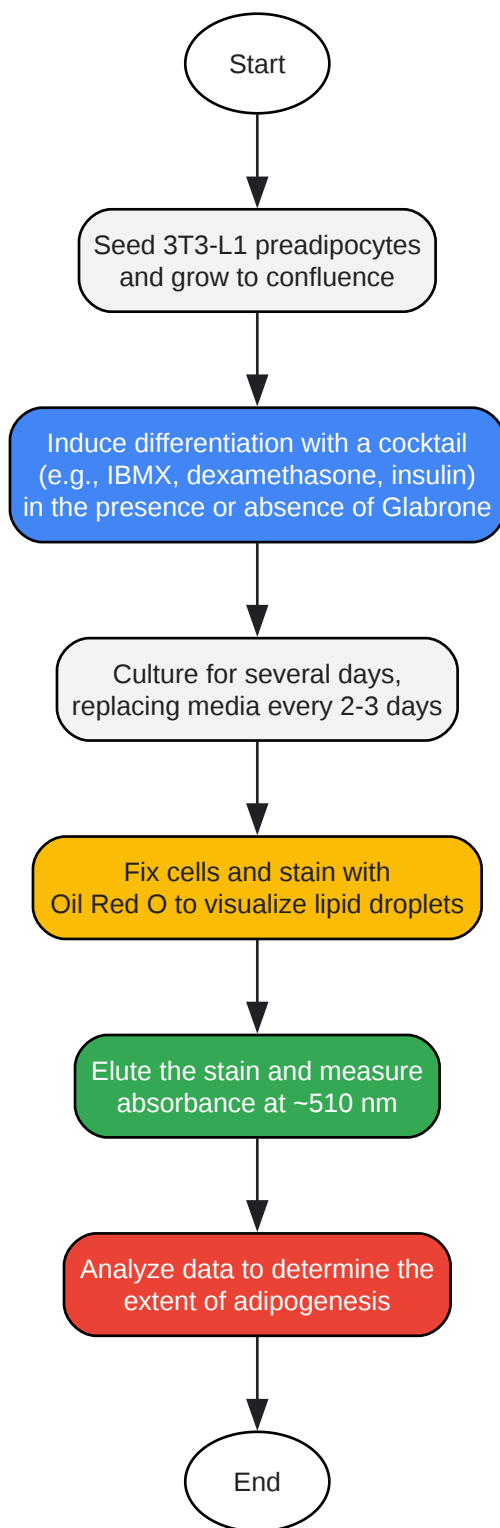 Start
Seed 3T3-L1 preadipocytes
and grow to confluence
Induce differentiation with a cocktail
(e.g., IBMX, dexamethasone, insulin)
in the presence or absence of Glabrone
Culture for several days,
replacing media every 2-3 days
Fix cells and stain with
Oil Red O to visualize lipid droplets
Elute the stain and measure
absorbance at ~510 nm
Analyze data to determine the
extent of adipogenesis
End